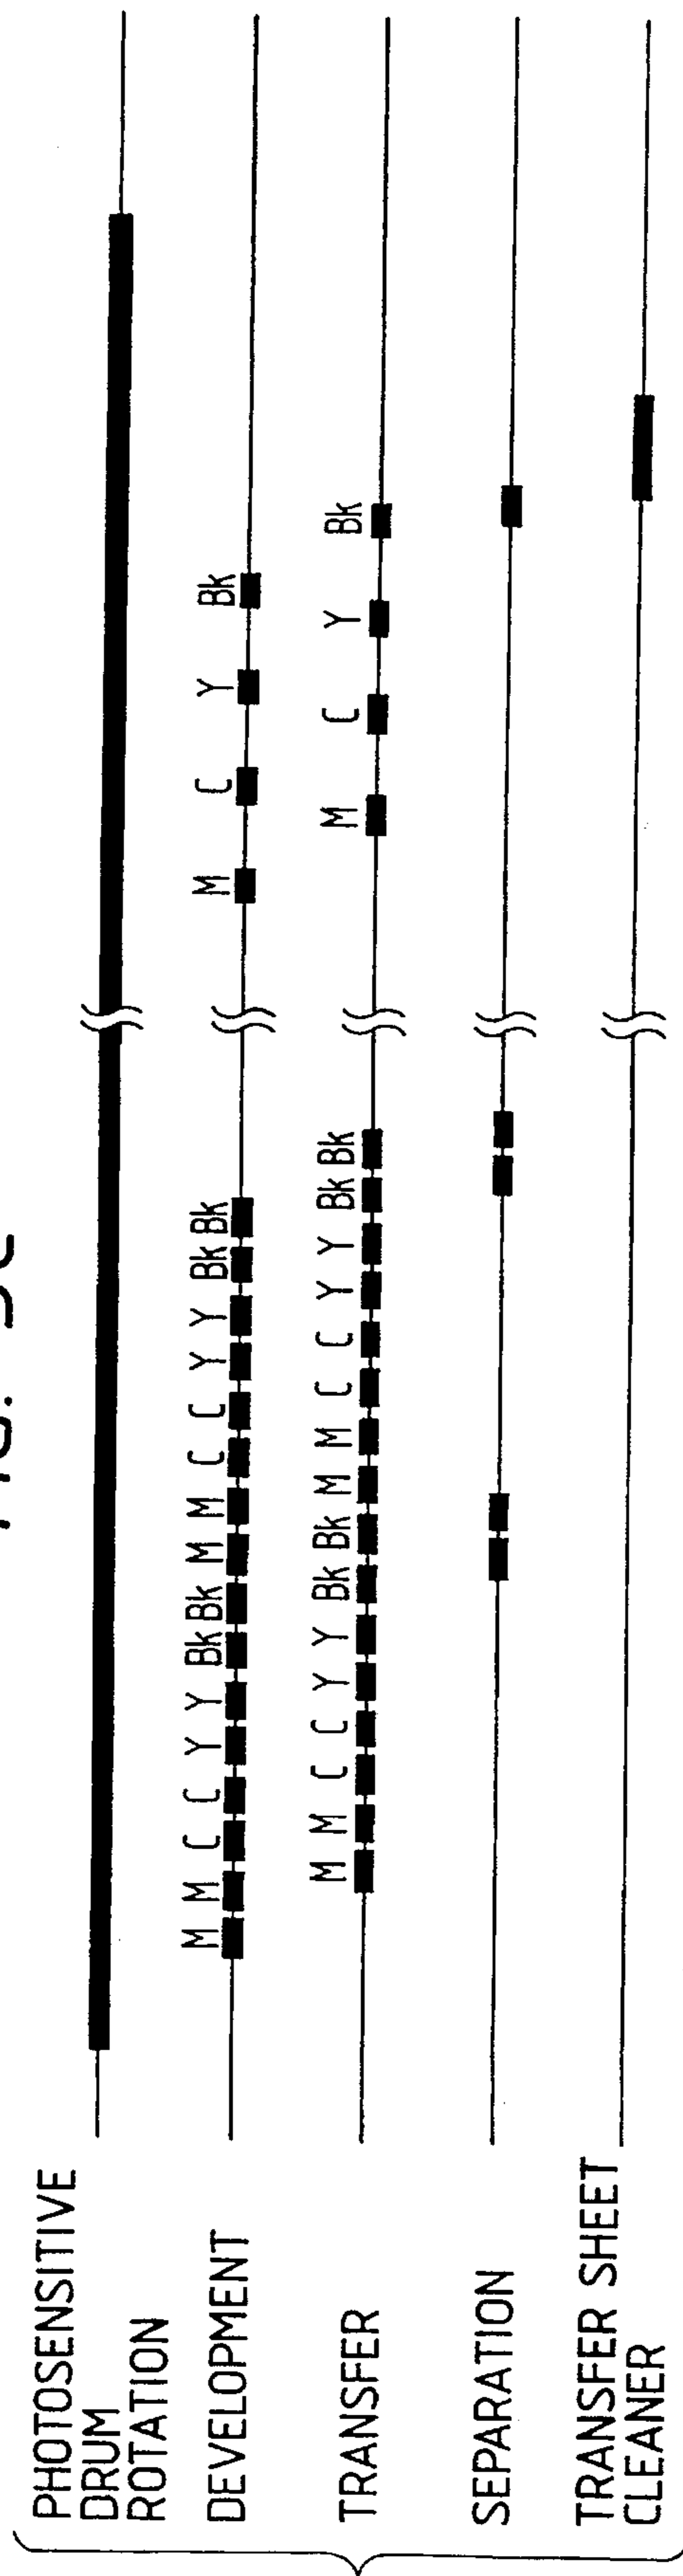 PHOTOSENSITIVE
DRUM
ROTATION
DEVELOPMENT
M M C C Y Y Bk Bk M M C C Y Y Bk Bk M C Y Bk
TRANSFER
M M C C Y Y Bk Bk M M C C Y Y Bk Bk M C Y Bk
SEPARATION
TRANSFER SHEET
CLEANER